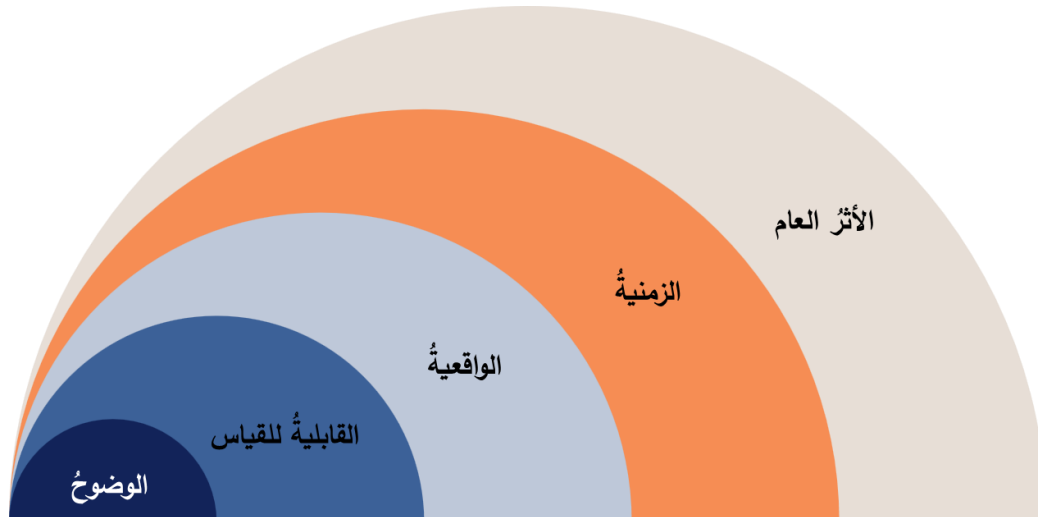 الأثرُ العام
الزمنيةُ
الواقعيةُ
القابليةُ للقياس
الوضوحُ